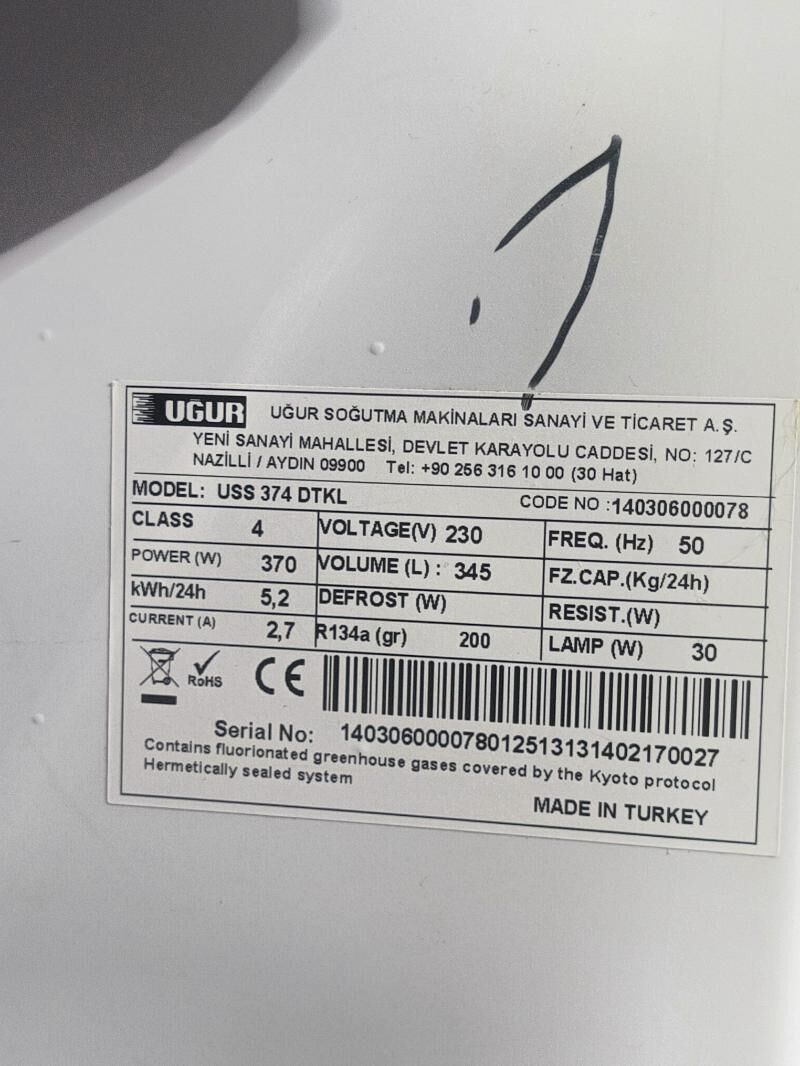 UĞUR UĞUR SOĞUTMA MAKİNALARI SANAYİ VE TİCARET A.Ş.
YENİ SANAYİ MAHALLESİ, DEVLET KARAYOLU CADDESİ, NO: 127/C
NAZİLLİ / AYDIN 09900 Tel: +90 256 316 10 00 (30 Hat)
MODEL: USS 374 DTKL CODE NO :140306000078
CLASS 4 VOLTAGE(V) 230 FREQ. (Hz) 50
POWER (W) 370 VOLUME (L) : 345 FZ.CAP.(Kg/24h)
kWh/24h 5,2 DEFROST (W) RESIST.(W)
CURRENT (A) 2,7 R134a (gr) 200 LAMP (W) 30
RoHS CE
Serial No: 140306000078012513131402170027
Contains fluorionated greenhouse gases covered by the Kyoto protocol
Hermetically sealed system
MADE IN TURKEY